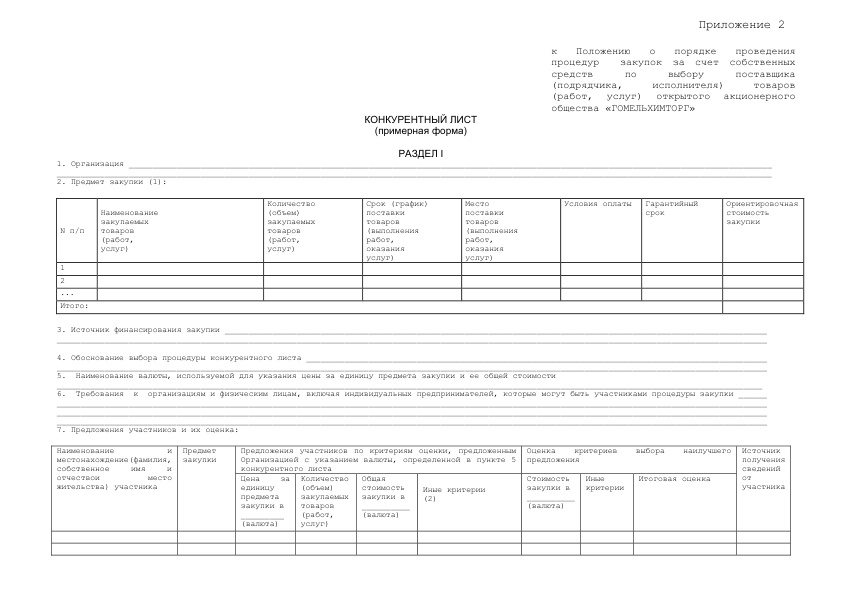 Приложение 2
к Положению о порядке проведения
процедур закупок за счет собственных
средств по выбору поставщика
(подрядчика, исполнителя) товаров
(работ, услуг) открытого акционерного
общества «ГОМЕЛЬХИМТОРГ»
КОНКУРЕНТНЫЙ ЛИСТ
(примерная форма)
РАЗДЕЛ I
1. Организация
2. Предмет закупки (1):
N п/п
Наименование
закупаемых
товаров
(работ,
услуг)
Количество
(объем)
закупаемых
товаров
(работ,
услуг)
Срок (график)
поставки
товаров
(выполнения
работ,
оказания
услуг)
Место
поставки
товаров
(выполнения
работ,
оказания
услуг)
Условия оплаты
Гарантийный
срок
Ориентировочная
стоимость
закупки
1
2
...
Итого:
3. Источник финансирования закупки
4. Обоснование выбора процедуры конкурентного листа
5. Наименование валюты, используемой для указания цены за единицу предмета закупки и ее общей стоимости
6. Требования к организациям и физическим лицам, включая индивидуальных предпринимателей, которые могут быть участниками процедуры закупки
7. Предложения участников и их оценка:
Наименование и
местонахождение(фамилия,
собственное имя и
отчествои место
жительства) участника
Предмет
закупки
Предложения участников по критериям оценки, предложенным
Организацией с указанием валюты, определенной в пункте 5
конкурентного листа
Оценка критериев выбора наилучшего
предложения
Источник
получения
сведений
от
участника
Цена за
единицу
предмета
закупки в
________
(валюта)
Количество
(объем)
закупаемых
товаров
(работ,
услуг)
Общая
стоимость
закупки в
________
(валюта)
Иные критерии
(2)
Стоимость
закупки в
________
(валюта)
Иные
критерии
Итоговая оценка